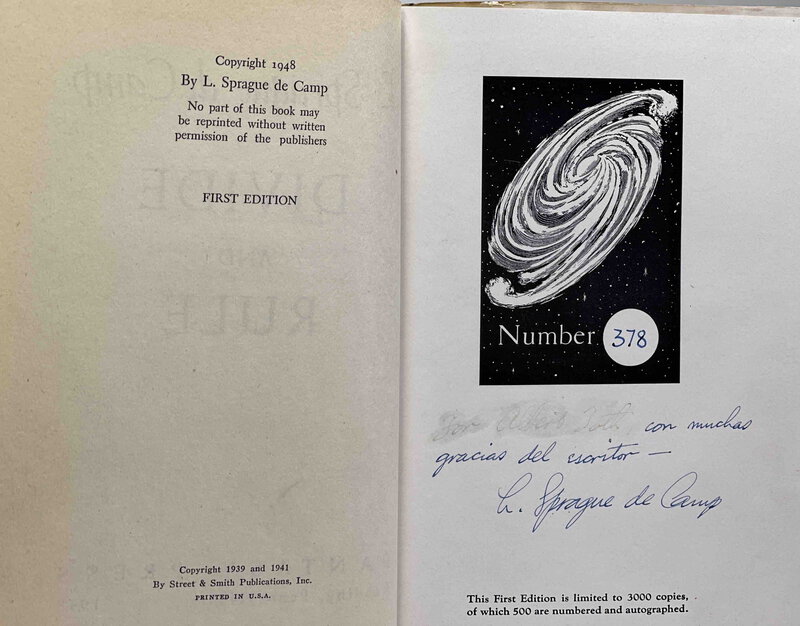 Copyright 1948
By L. Sprague de Camp
No part of this book may
be reprinted without written
permission of the publishers
FIRST EDITION
Copyright 1939 and 1941
By Street & Smith Publications, Inc.
PRINTED IN U.S.A.
Number 378
con muchas
gracias del escritor —
L. Sprague de Camp
This First Edition is limited to 3000 copies,
of which 500 are numbered and autographed.